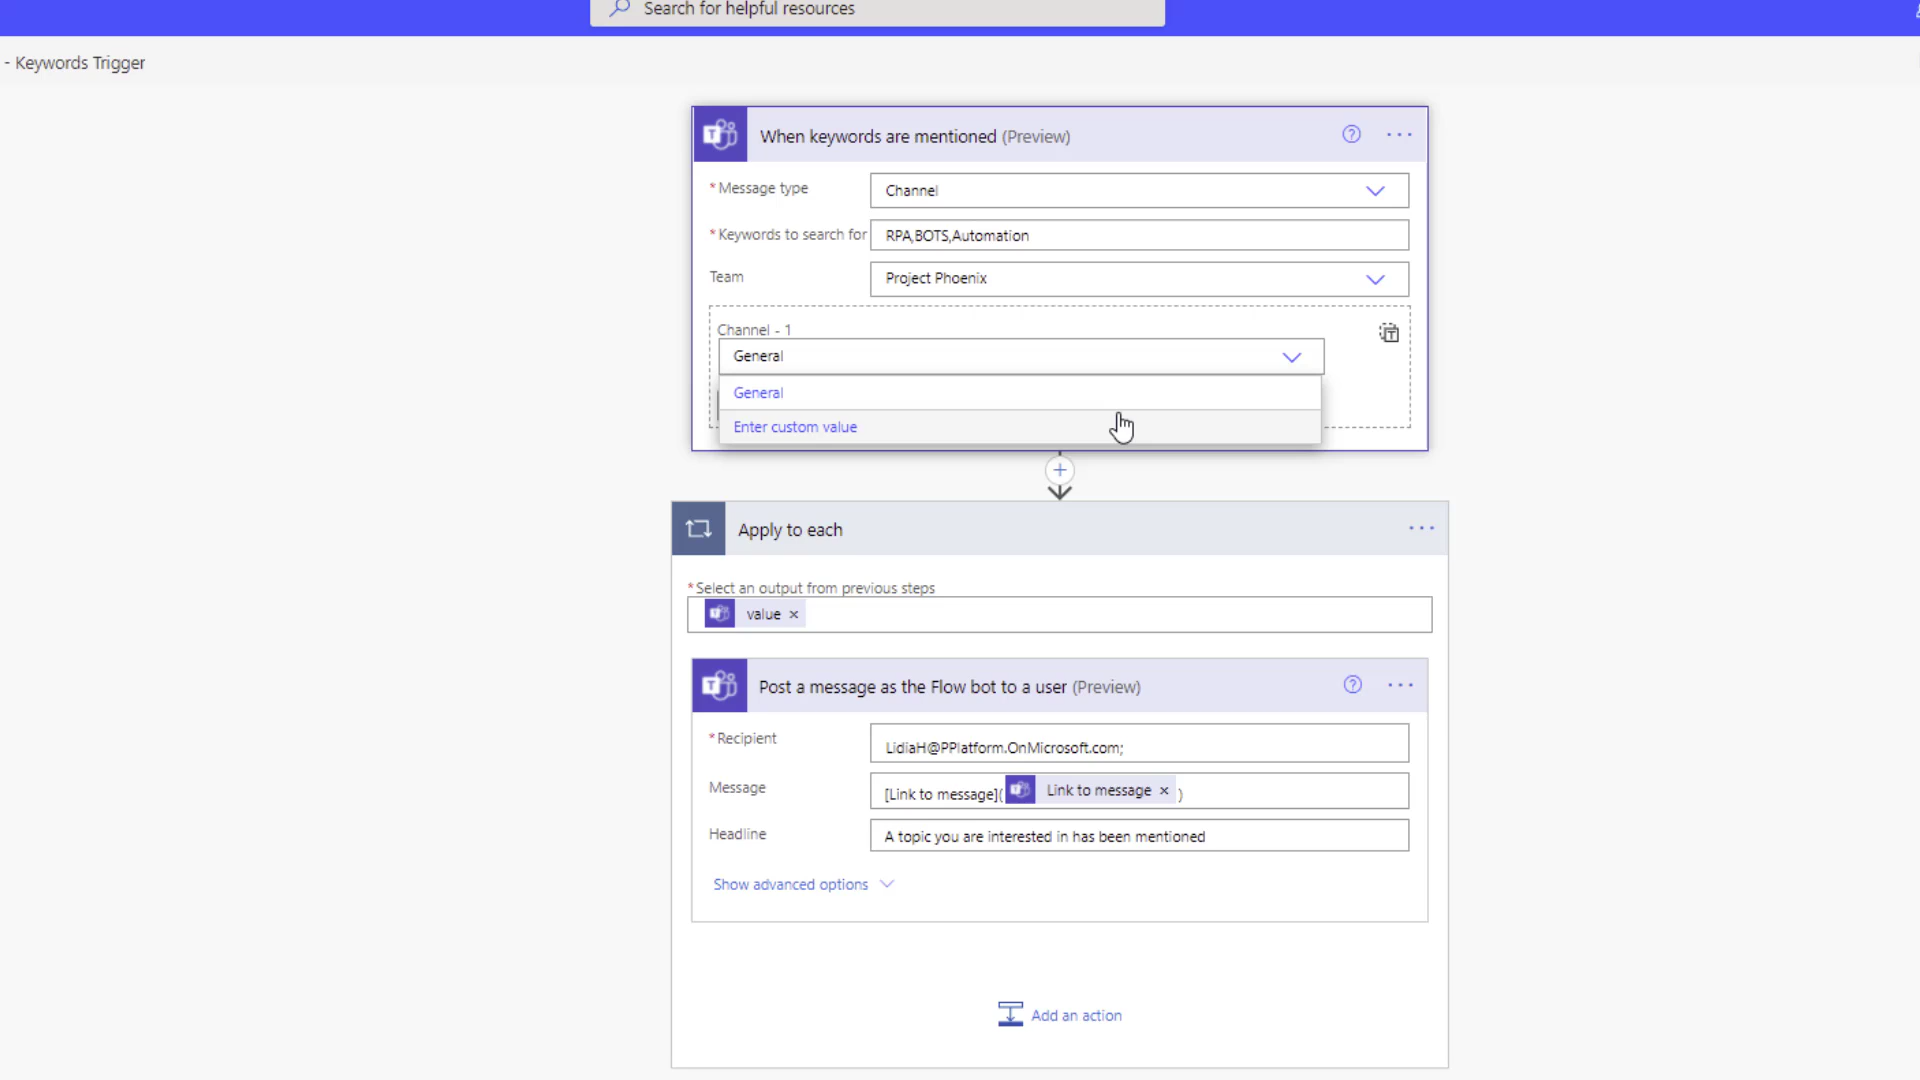 Search for helpful resources
- Keywords Trigger
When keywords are mentioned (Preview)
* Message type
Channel
* Keywords to search for
RPA,BOTS,Automation
Team
Project Phoenix
Channel - 1
General
General
Enter custom value
Apply to each
* Select an output from previous steps
value ×
Post a message as the Flow bot to a user (Preview)
* Recipient
LidiaH@PPlatform.OnMicrosoft.com;
Message
[Link to message]( Link to message × )
Headline
A topic you are interested in has been mentioned
Show advanced options
Add an action